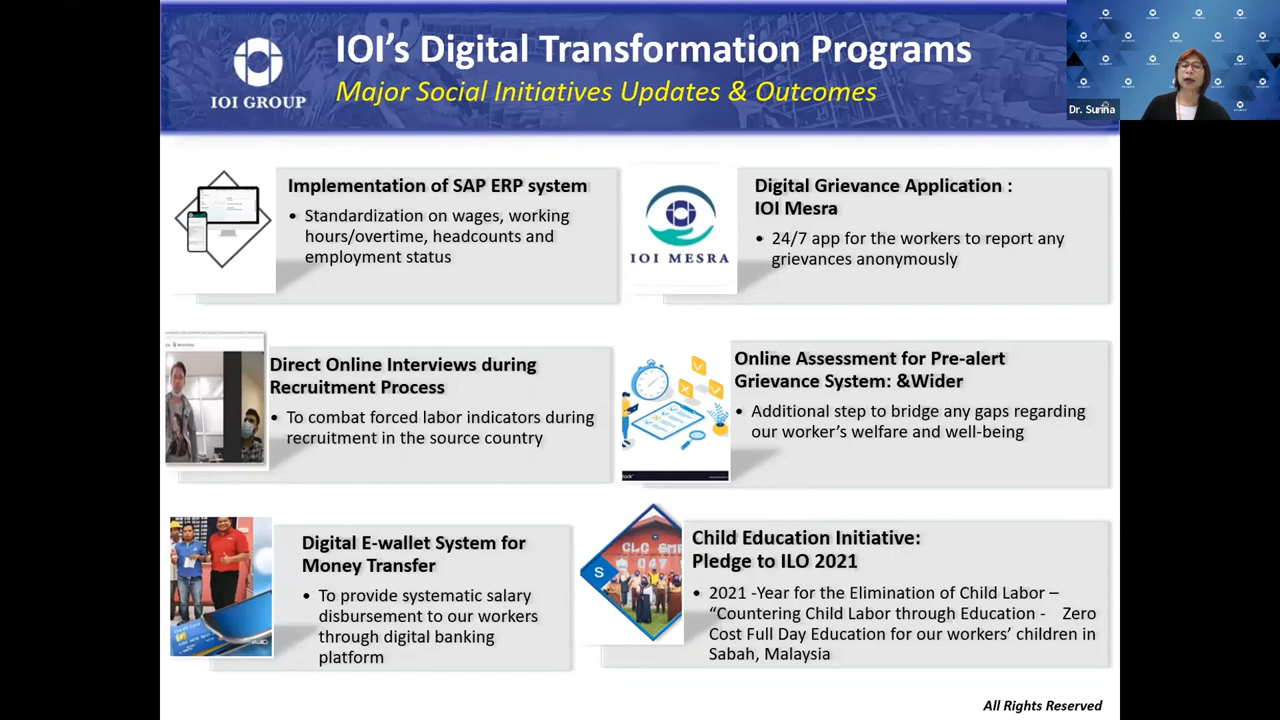 IOI's Digital Transformation Programs
Major Social Initiatives Updates & Outcomes
IOI GROUP
Dr. Surina
Implementation of SAP ERP system
• Standardization on wages, working
hours/overtime, headcounts and
employment status
IOI MESRA
Digital Grievance Application :
IOI Mesra
• 24/7 app for the workers to report any
grievances anonymously
Direct Online Interviews during
Recruitment Process
• To combat forced labor indicators during
recruitment in the source country
Online Assessment for Pre-alert
Grievance System: &Wider
• Additional step to bridge any gaps regarding
our worker's welfare and well-being
Digital E-wallet System for
Money Transfer
• To provide systematic salary
disbursement to our workers
through digital banking
platform
CLC
047
S
Child Education Initiative:
Pledge to ILO 2021
• 2021 -Year for the Elimination of Child Labor –
“Countering Child Labor through Education - Zero
Cost Full Day Education for our workers' children in
Sabah, Malaysia
All Rights Reserved